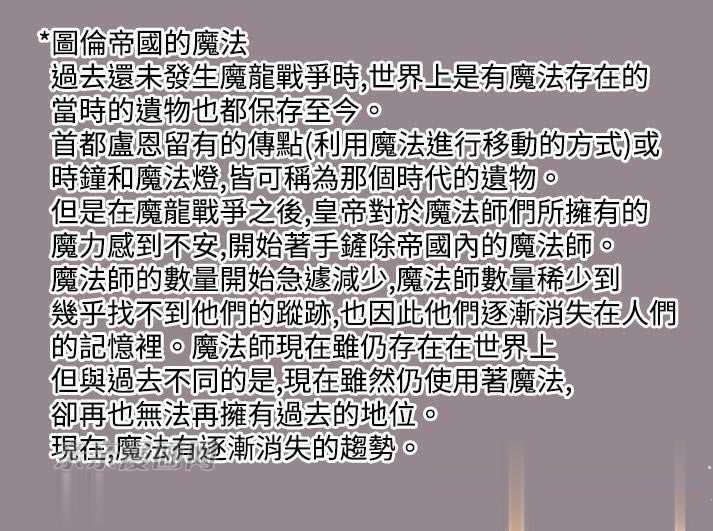 *圖倫帝國的魔法
過去還未發生魔龍戰爭時,世界上是有魔法存在的
當時的遺物也都保存至今。
首都盧恩留有的傳點(利用魔法進行移動的方式)或
時鐘和魔法燈,皆可稱為那個時代的遺物。
但是在魔龍戰爭之後,皇帝對於魔法師們所擁有的
魔力感到不安,開始著手鏟除帝國內的魔法師。
魔法師的數量開始急遽減少,魔法師數量稀少到
幾乎找不到他們的蹤跡,也因此他們逐漸消失在人們
的記憶裡。魔法師現在雖仍存在在世界上
但與過去不同的是,現在雖然仍使用著魔法,
卻再也無法再擁有過去的地位。
現在,魔法有逐漸消失的趨勢。